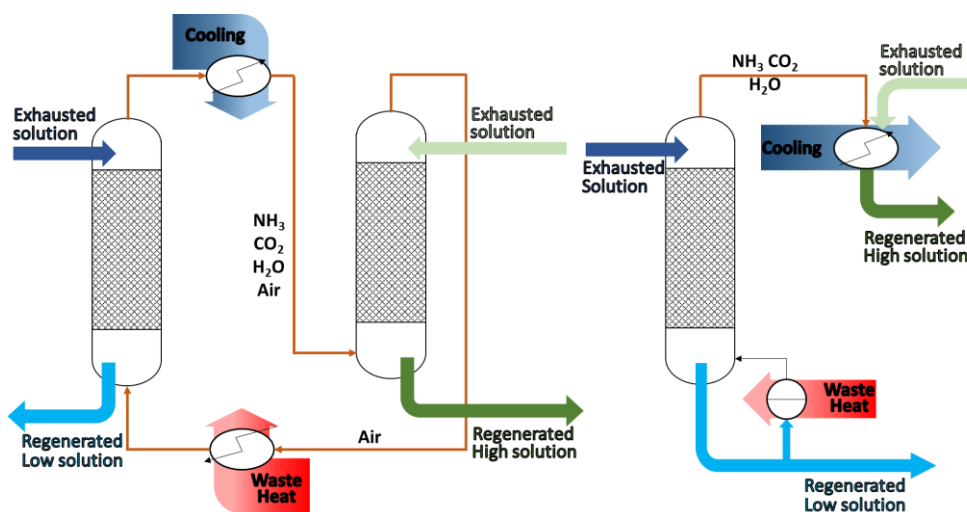 Cooling
Exhausted
solution
Exhausted
solution
NH₃
CO₂
H₂O
Air
Regenerated
Low solution
Air
Waste
Heat
Regenerated
High solution
NH₃ CO₂
H₂O
Exhausted
solution
Exhausted
Solution
Cooling
Regenerated
High solution
Waste
Heat
Regenerated
Low solution